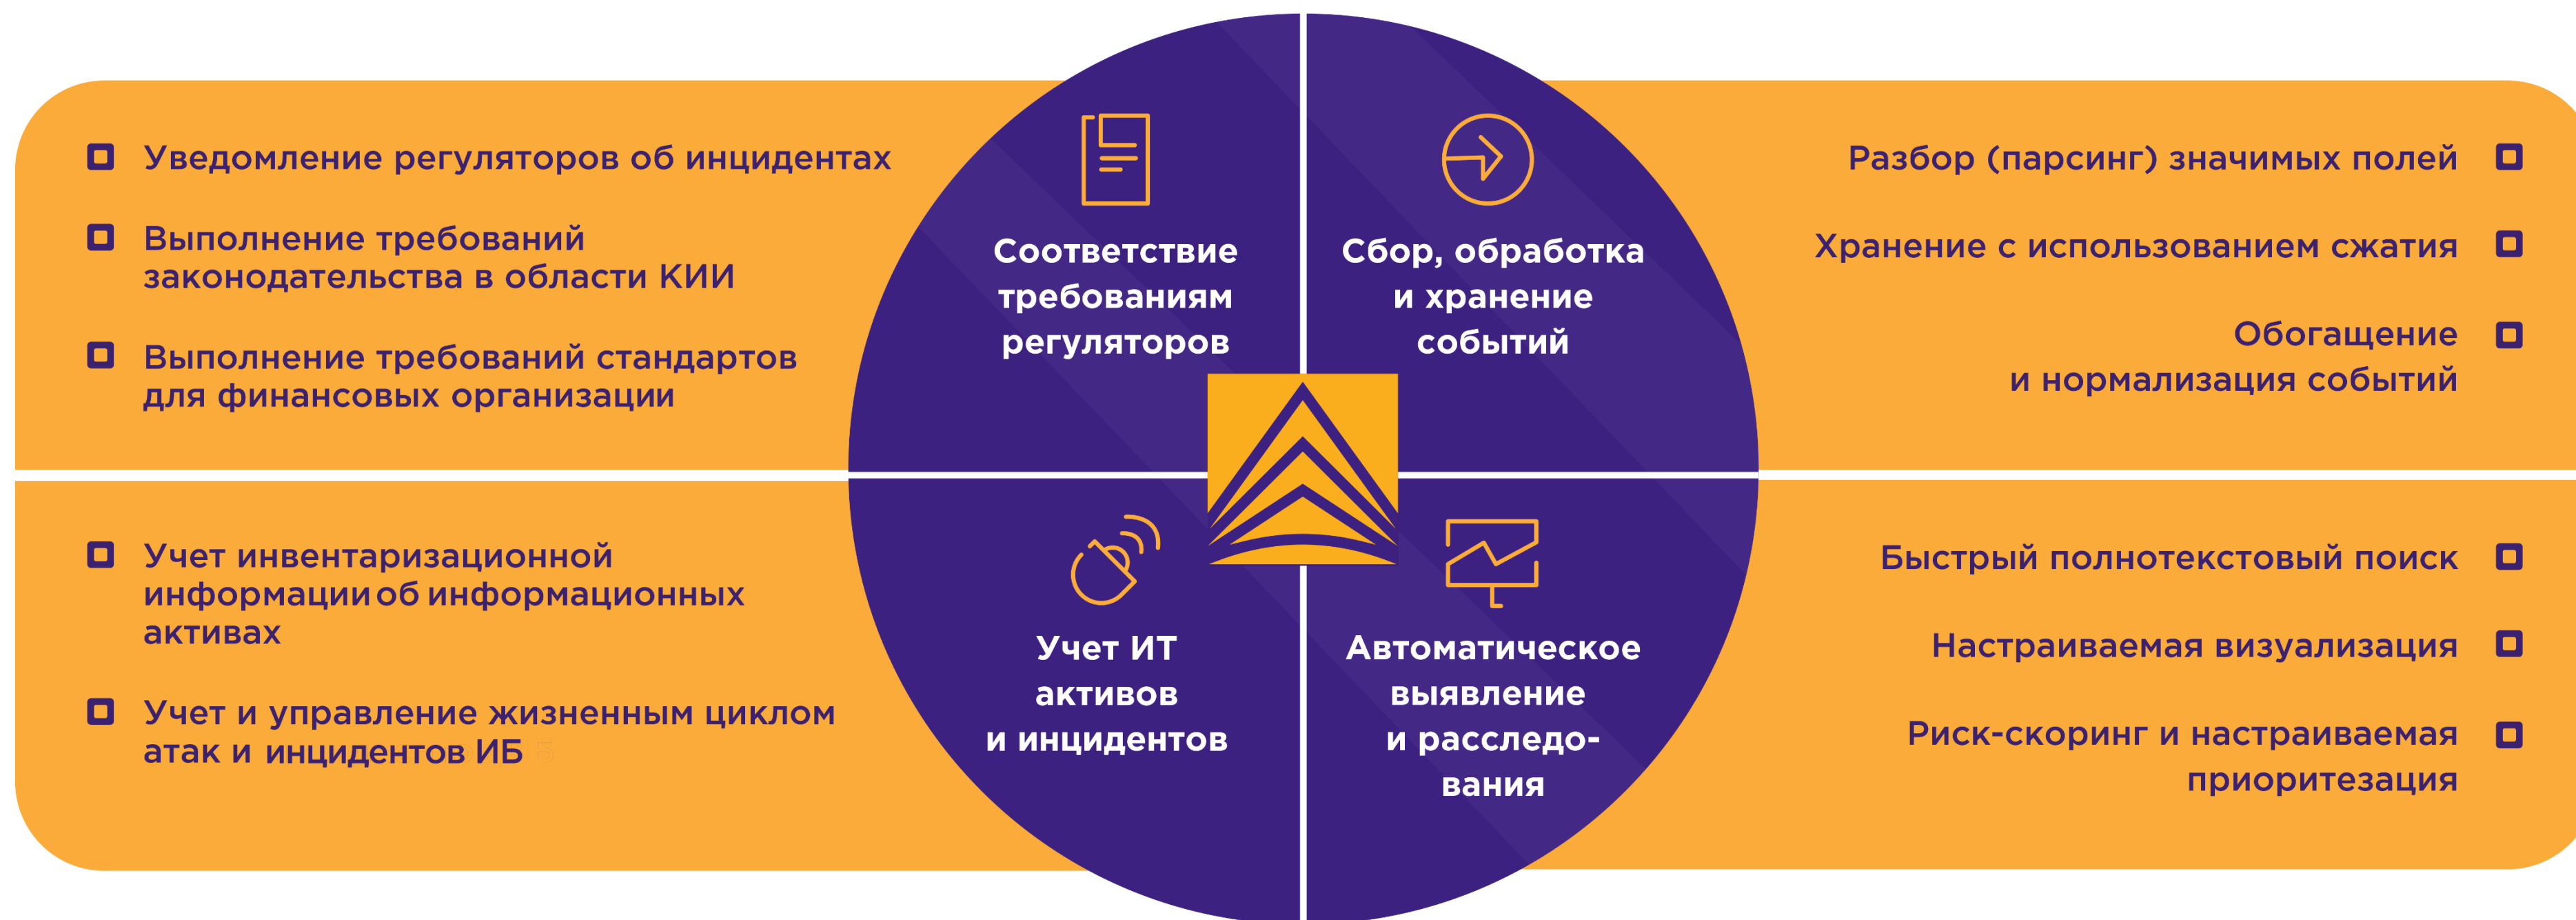 Уведомление регуляторов об инцидентах
Выполнение требований
законодательства в области КИИ
Выполнение требований стандартов
для финансовых организации
Соответствие
требованиям
регуляторов
Сбор, обработка
и хранение
событий
Разбор (парсинг) значимых полей
Хранение с использованием сжатия
Обогащение
и нормализация событий
Учет инвентаризационной
информации об информационных
активах
Учет и управление жизненным циклом
атак и инцидентов ИБ
Учет ИТ
активов
и инцидентов
Автоматическое
выявление
и расследо-
вания
Быстрый полнотекстовый поиск
Настраиваемая визуализация
Риск-скоринг и настраиваемая
приоритезация